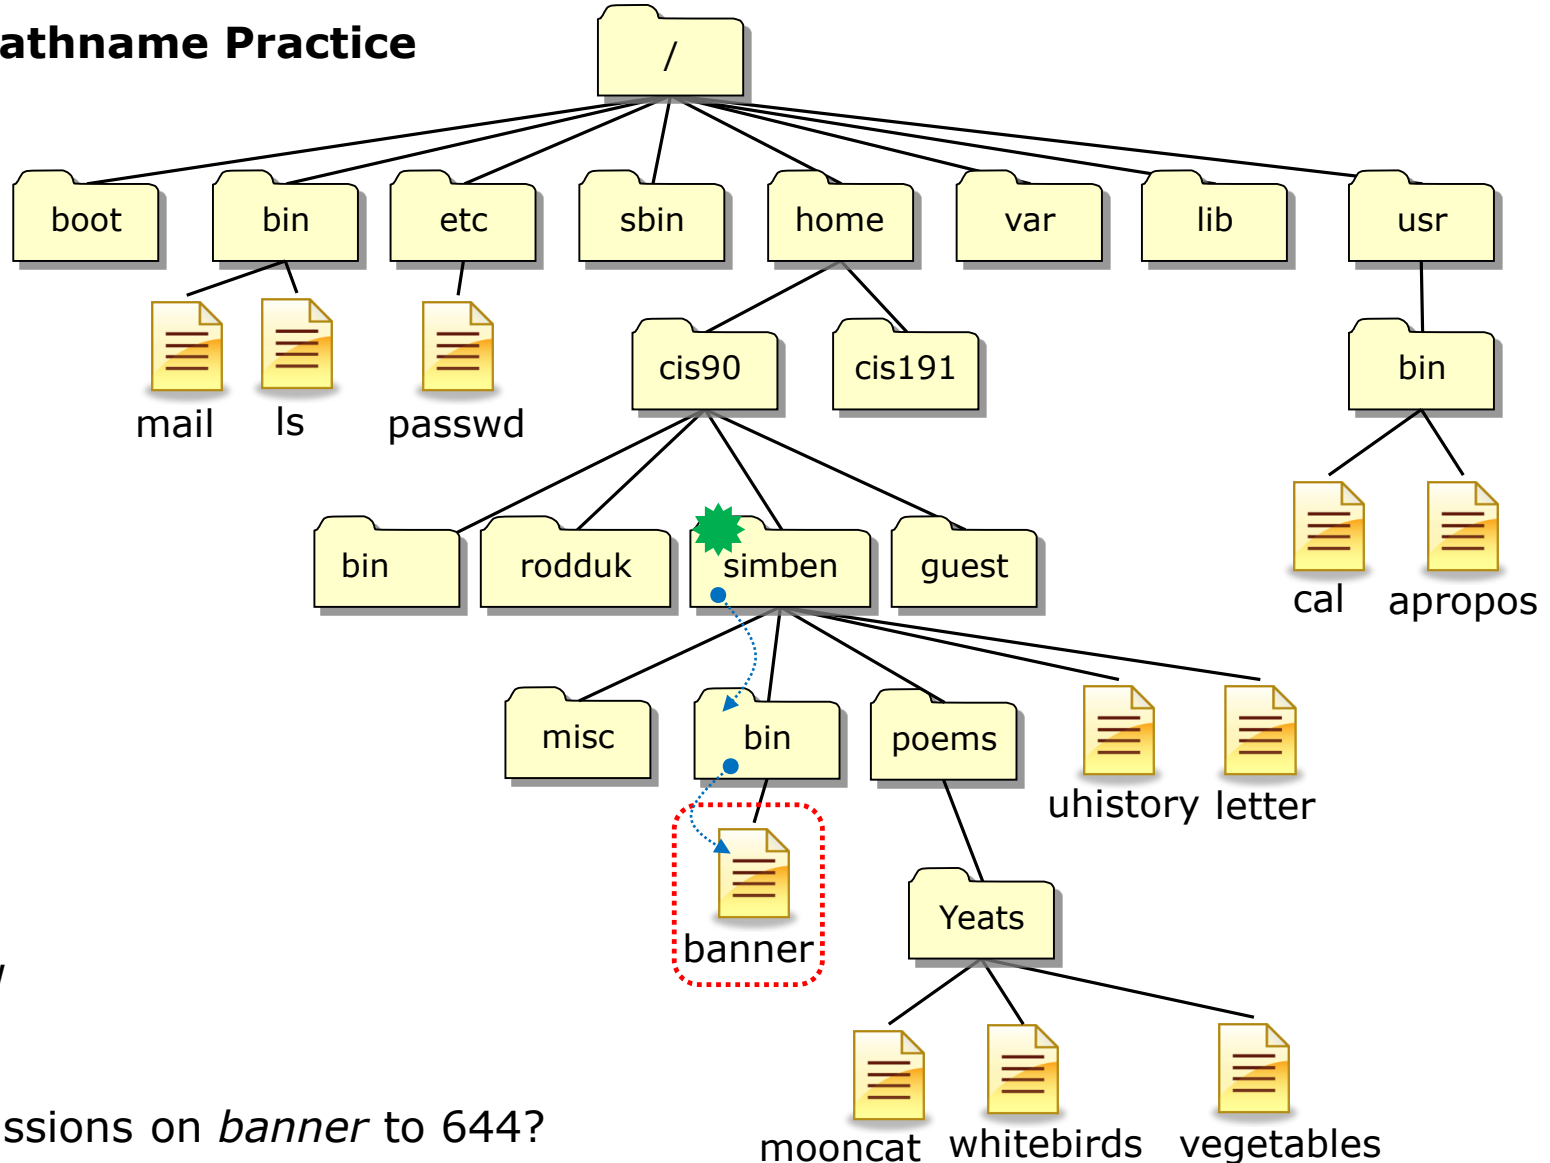 athname Practice
/
boot bin etc sbin home var lib usr
mail ls passwd
cis90 cis191 bin
bin rodduk simben guest
cal apropos
misc bin poems
uhistory letter
banner
Yeats
mooncat whitebirds vegetables
ssions on banner to 644?